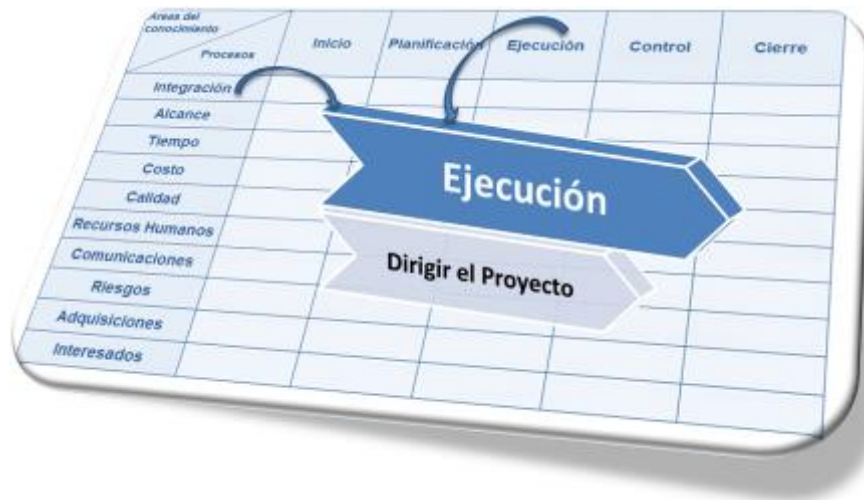 Áreas del
conocimiento
Procesos
Inicio
Planificación
Ejecución
Control
Cierre
Integración
Alcance
Tiempo
Costo
Calidad
Recursos Humanos
Comunicaciones
Riesgos
Adquisiciones
Interesados
Ejecución
Dirigir el Proyecto